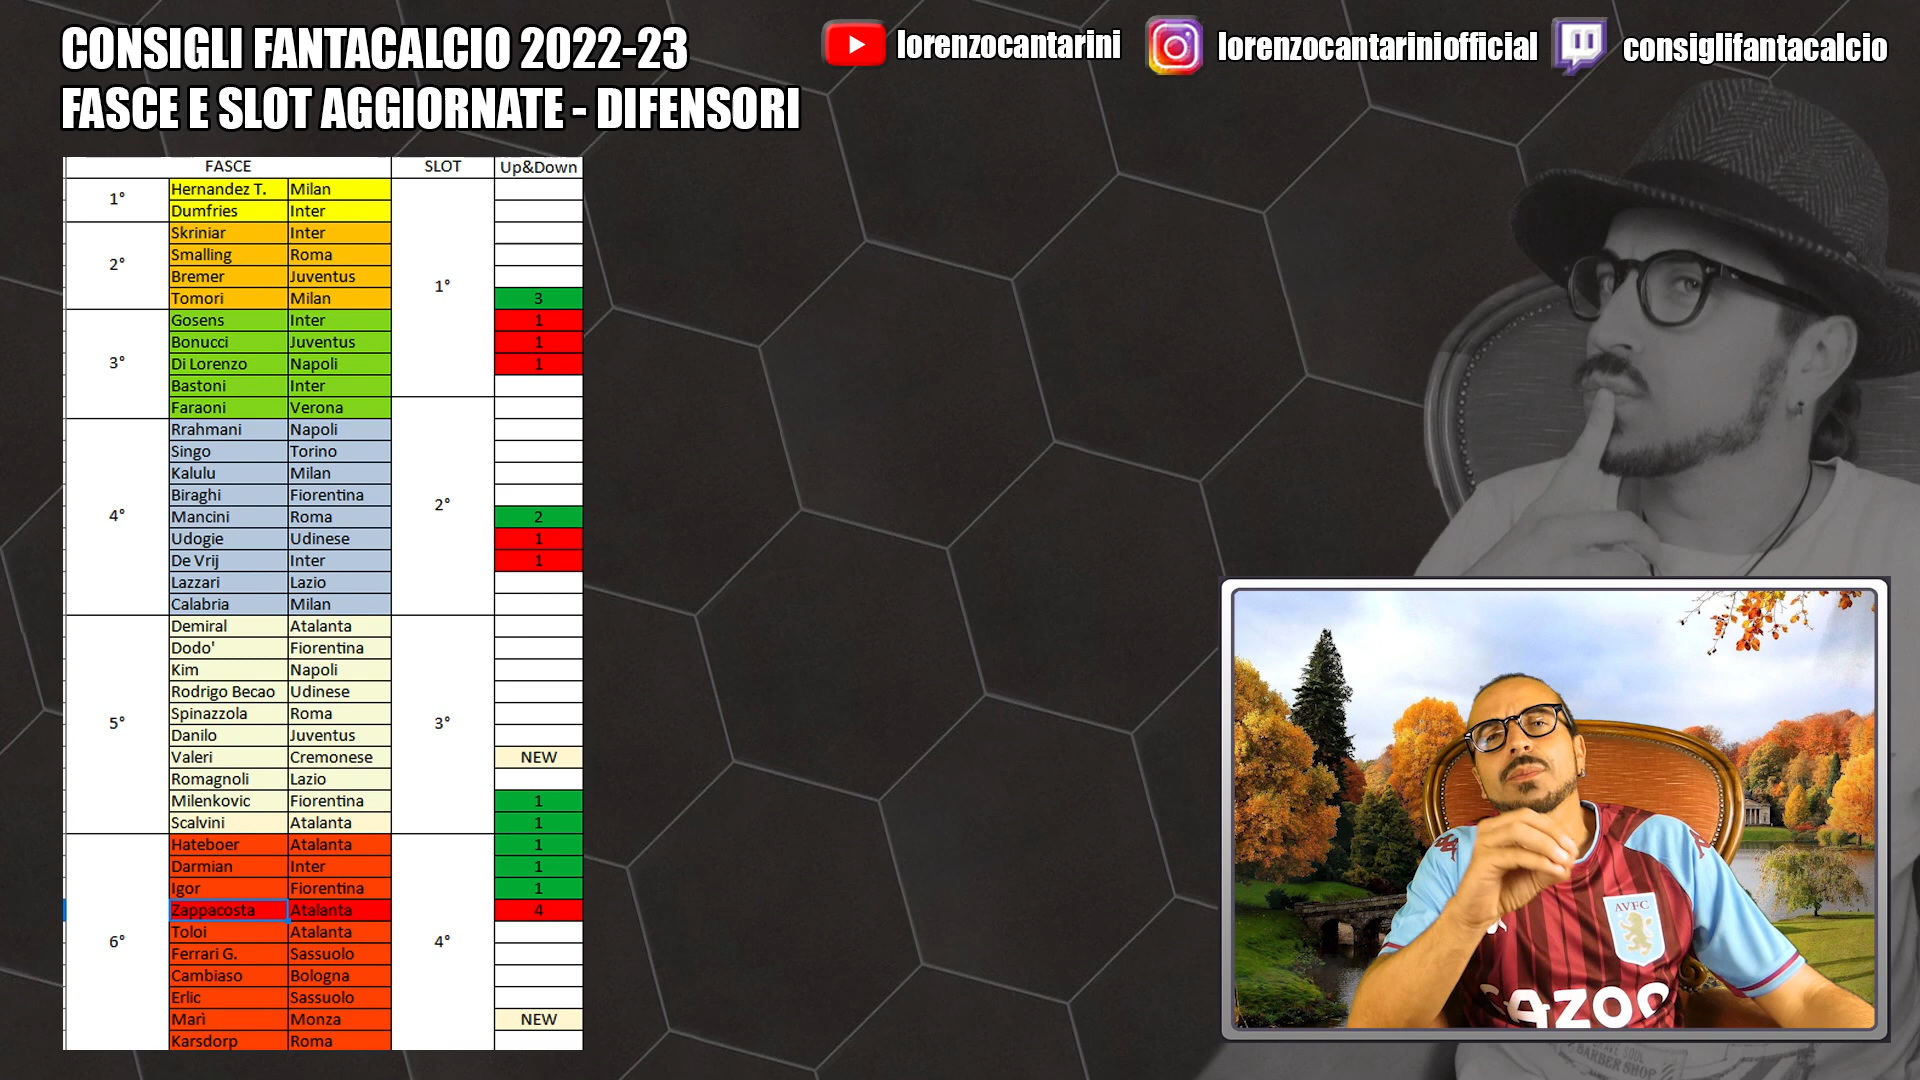 CONSIGLI FANTACALCIO 2022-23
FASCE E SLOT AGGIORNATE - DIFENSORI
lorenzocantarini
lorenzocantariniofficial
consiglifantacalcio
FASCE SLOT Up&Down
1°
Hernandez T. Milan
Dumfries Inter
2°
Skriniar Inter
Smalling Roma
Bremer Juventus
1°
Tomori Milan 3
Gosens Inter 1
Bonucci Juventus 1
3°
Di Lorenzo Napoli 1
Bastoni Inter
Faraoni Verona
Rrahmani Napoli
Singo Torino
Kalulu Milan
Biraghi Fiorentina
4°
2°
Mancini Roma 2
Udogie Udinese 1
De Vrij Inter 1
Lazzari Lazio
Calabria Milan
Demiral Atalanta
Dodo' Fiorentina
Kim Napoli
Rodrigo Becao Udinese
Spinazzola Roma
5°
3°
Danilo Juventus
Valeri Cremonese NEW
Romagnoli Lazio
Milenkovic Fiorentina 1
Scalvini Atalanta 1
Hateboer Atalanta 1
Darmian Inter 1
Igor Fiorentina 1
Zappacosta Atalanta 4
Toloi Atalanta
6°
4°
Ferrari G. Sassuolo
Cambiaso Bologna
Erlic Sassuolo
Marì Monza NEW
Karsdorp Roma
AVFC
CAZOO
BARBER SHOP